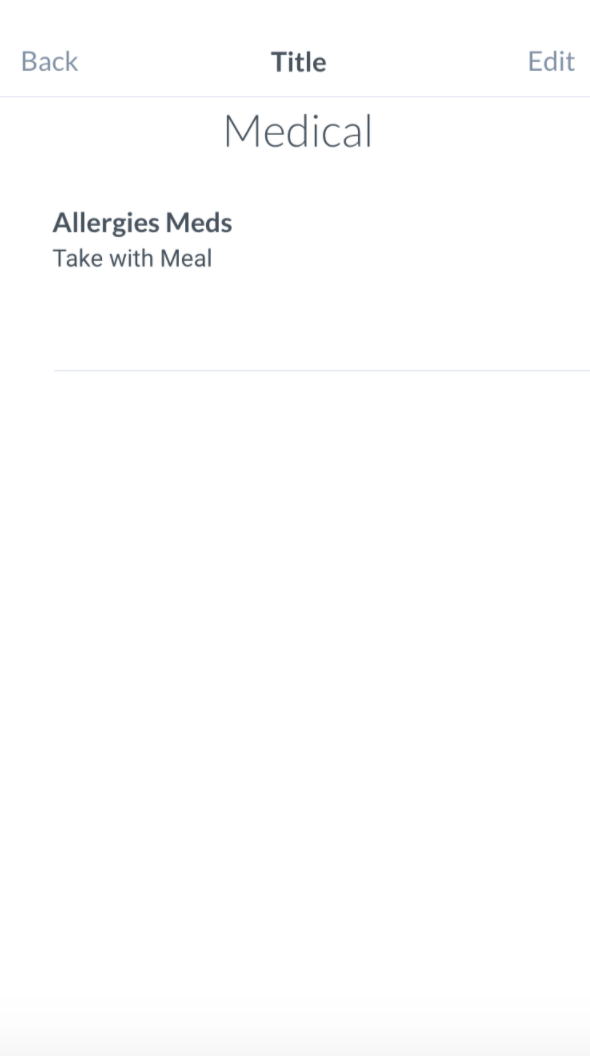 Back Title Edit
Medical
Allergies Meds
Take with Meal